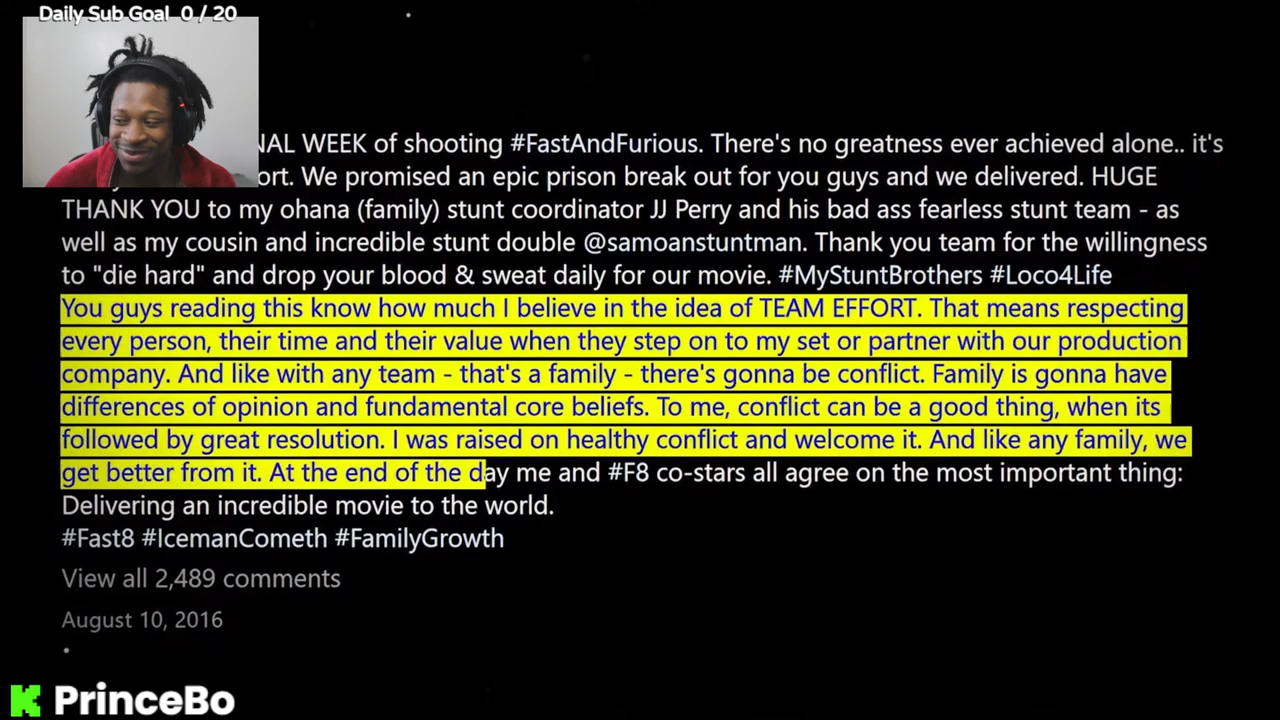 Daily Sub Goal 0 / 20
NAL WEEK of shooting #FastAndFurious. There's no greatness ever achieved alone.. it's
ort. We promised an epic prison break out for you guys and we delivered. HUGE
THANK YOU to my ohana (family) stunt coordinator JJ Perry and his bad ass fearless stunt team - as
well as my cousin and incredible stunt double @samoanstuntman. Thank you team for the willingness
to "die hard" and drop your blood & sweat daily for our movie. #MyStuntBrothers #Loco4Life
You guys reading this know how much I believe in the idea of TEAM EFFORT. That means respecting
every person, their time and their value when they step on to my set or partner with our production
company. And like with any team - that's a family - there's gonna be conflict. Family is gonna have
differences of opinion and fundamental core beliefs. To me, conflict can be a good thing, when its
followed by great resolution. I was raised on healthy conflict and welcome it. And like any family, we
get better from it. At the end of the day me and #F8 co-stars all agree on the most important thing:
Delivering an incredible movie to the world.
#Fast8 #IcemanCometh #FamilyGrowth
View all 2,489 comments
August 10, 2016
K PrinceBo